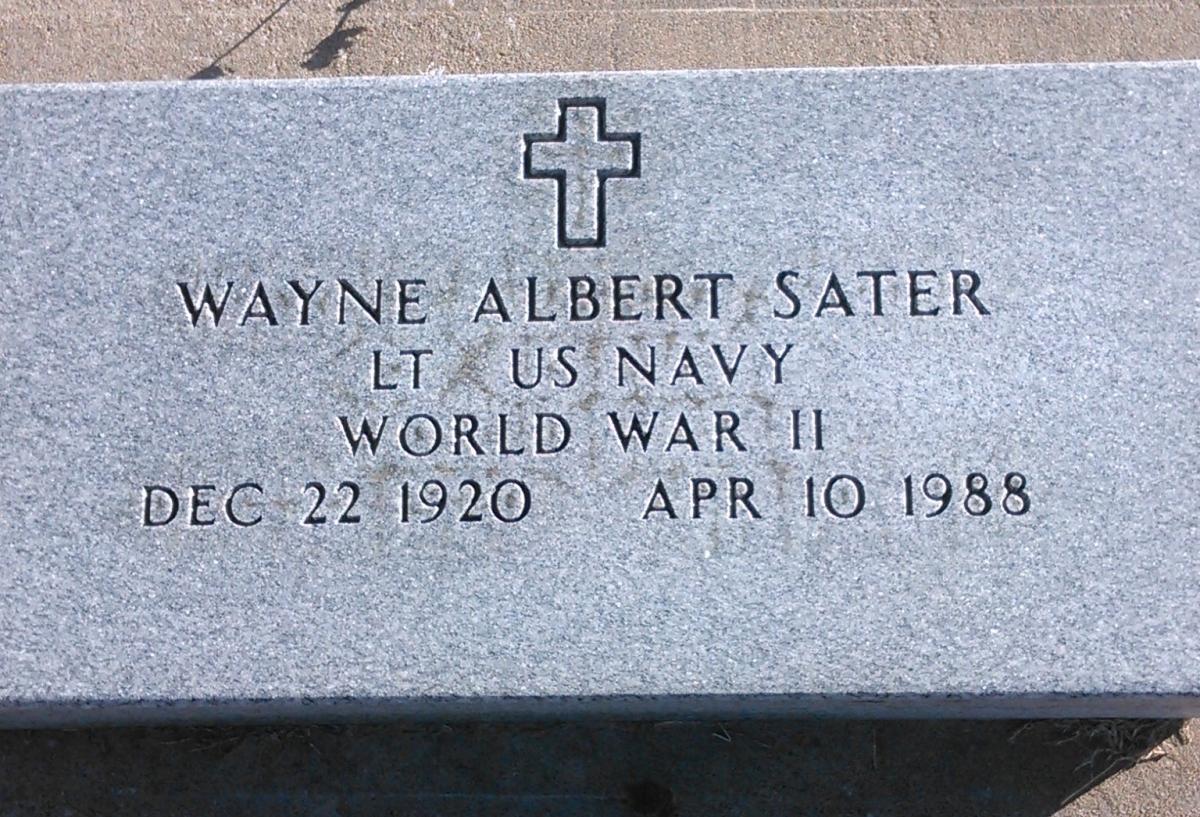 WAYNE ALBERT SATER
LT US NAVY
WORLD WAR II
DEC 22 1920 APR 10 1988